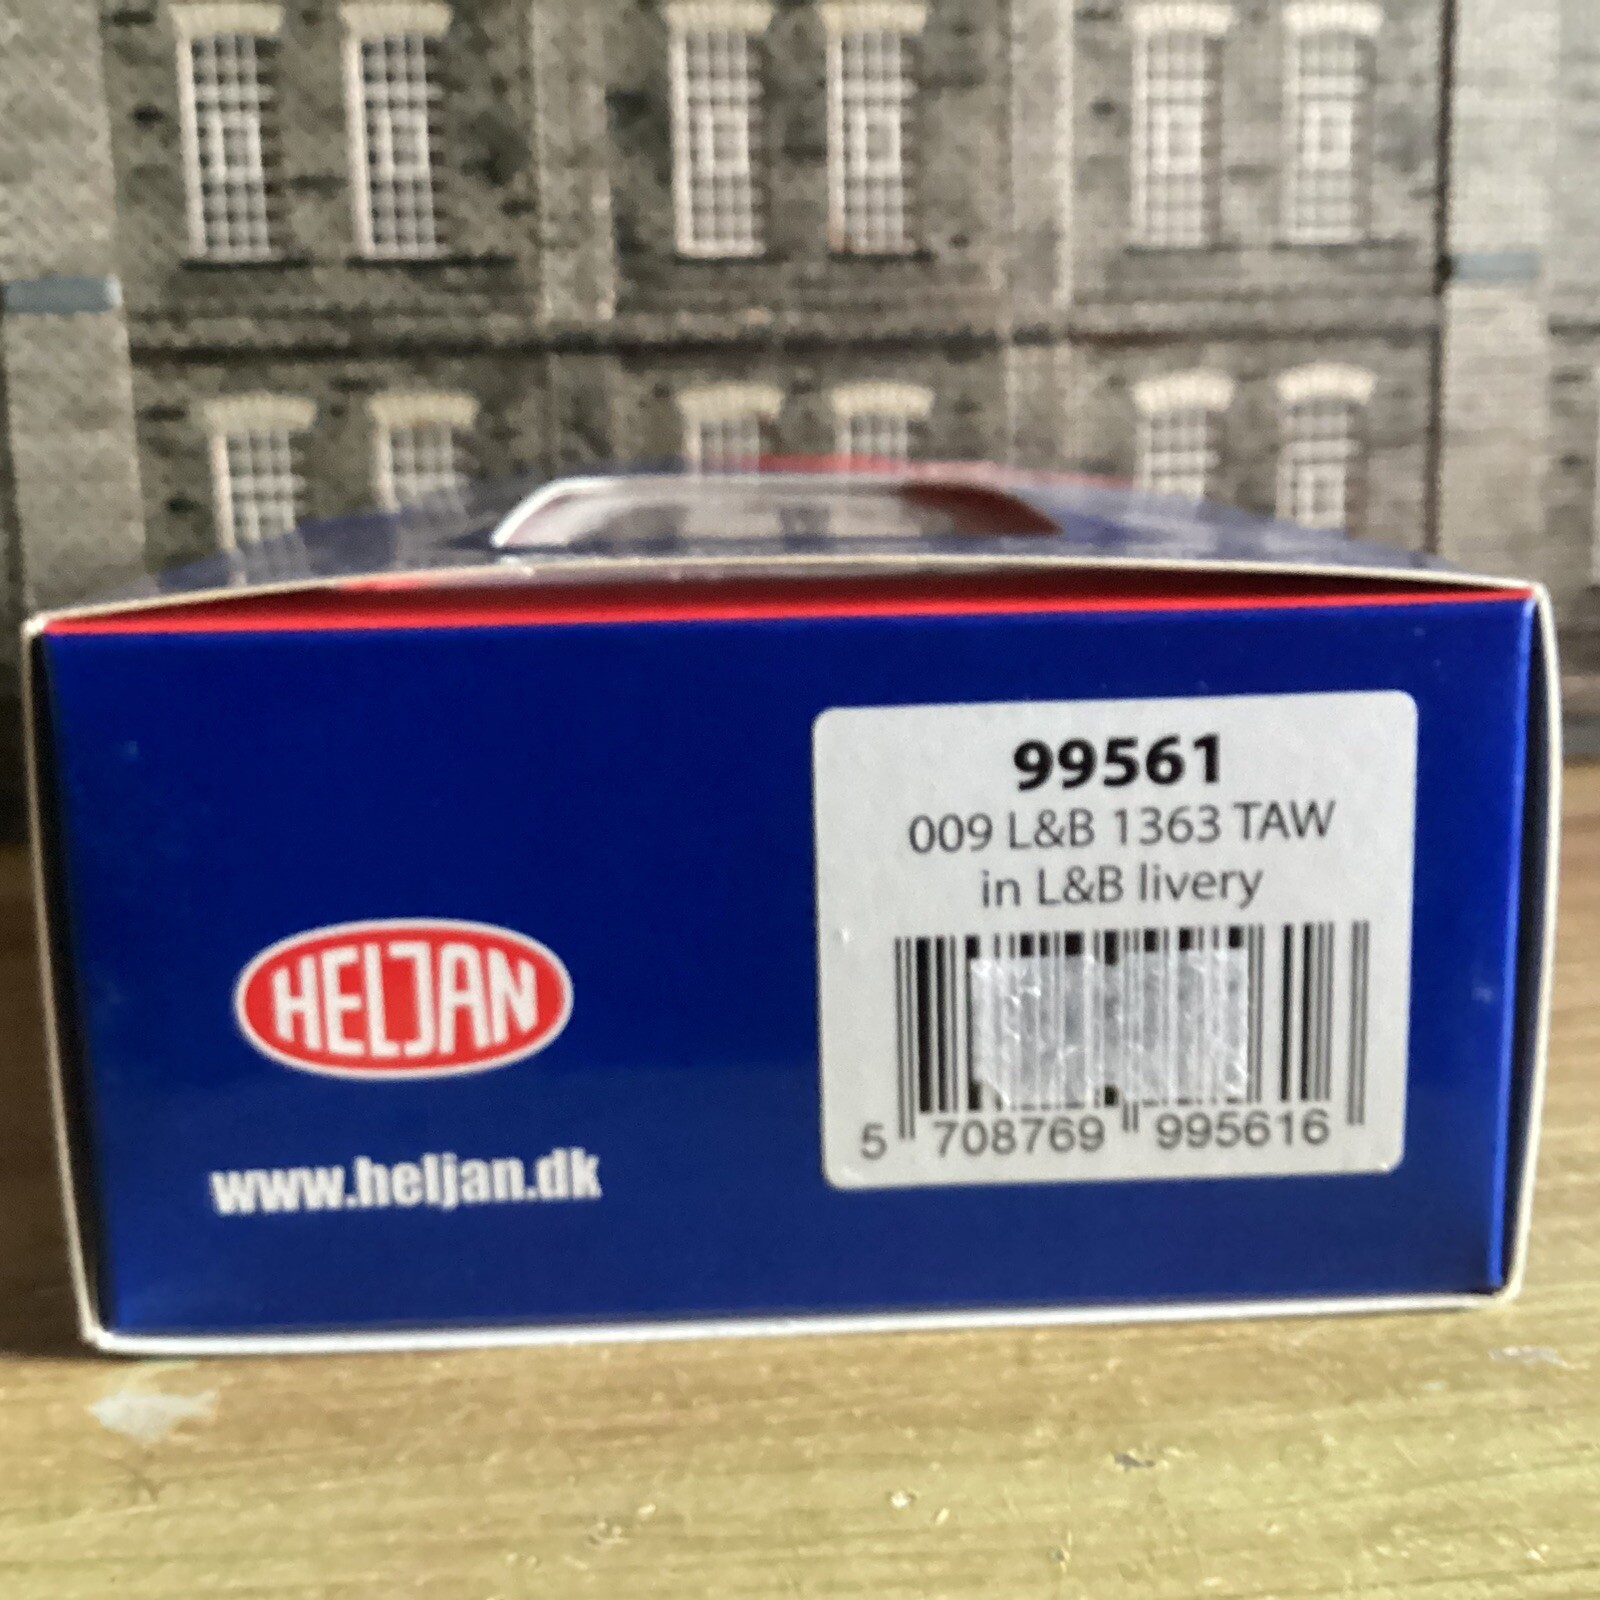 99561
009 L&B 1363 TAW
in L&B livery
HELJAN
5 708769 995616
www.heljan.dk